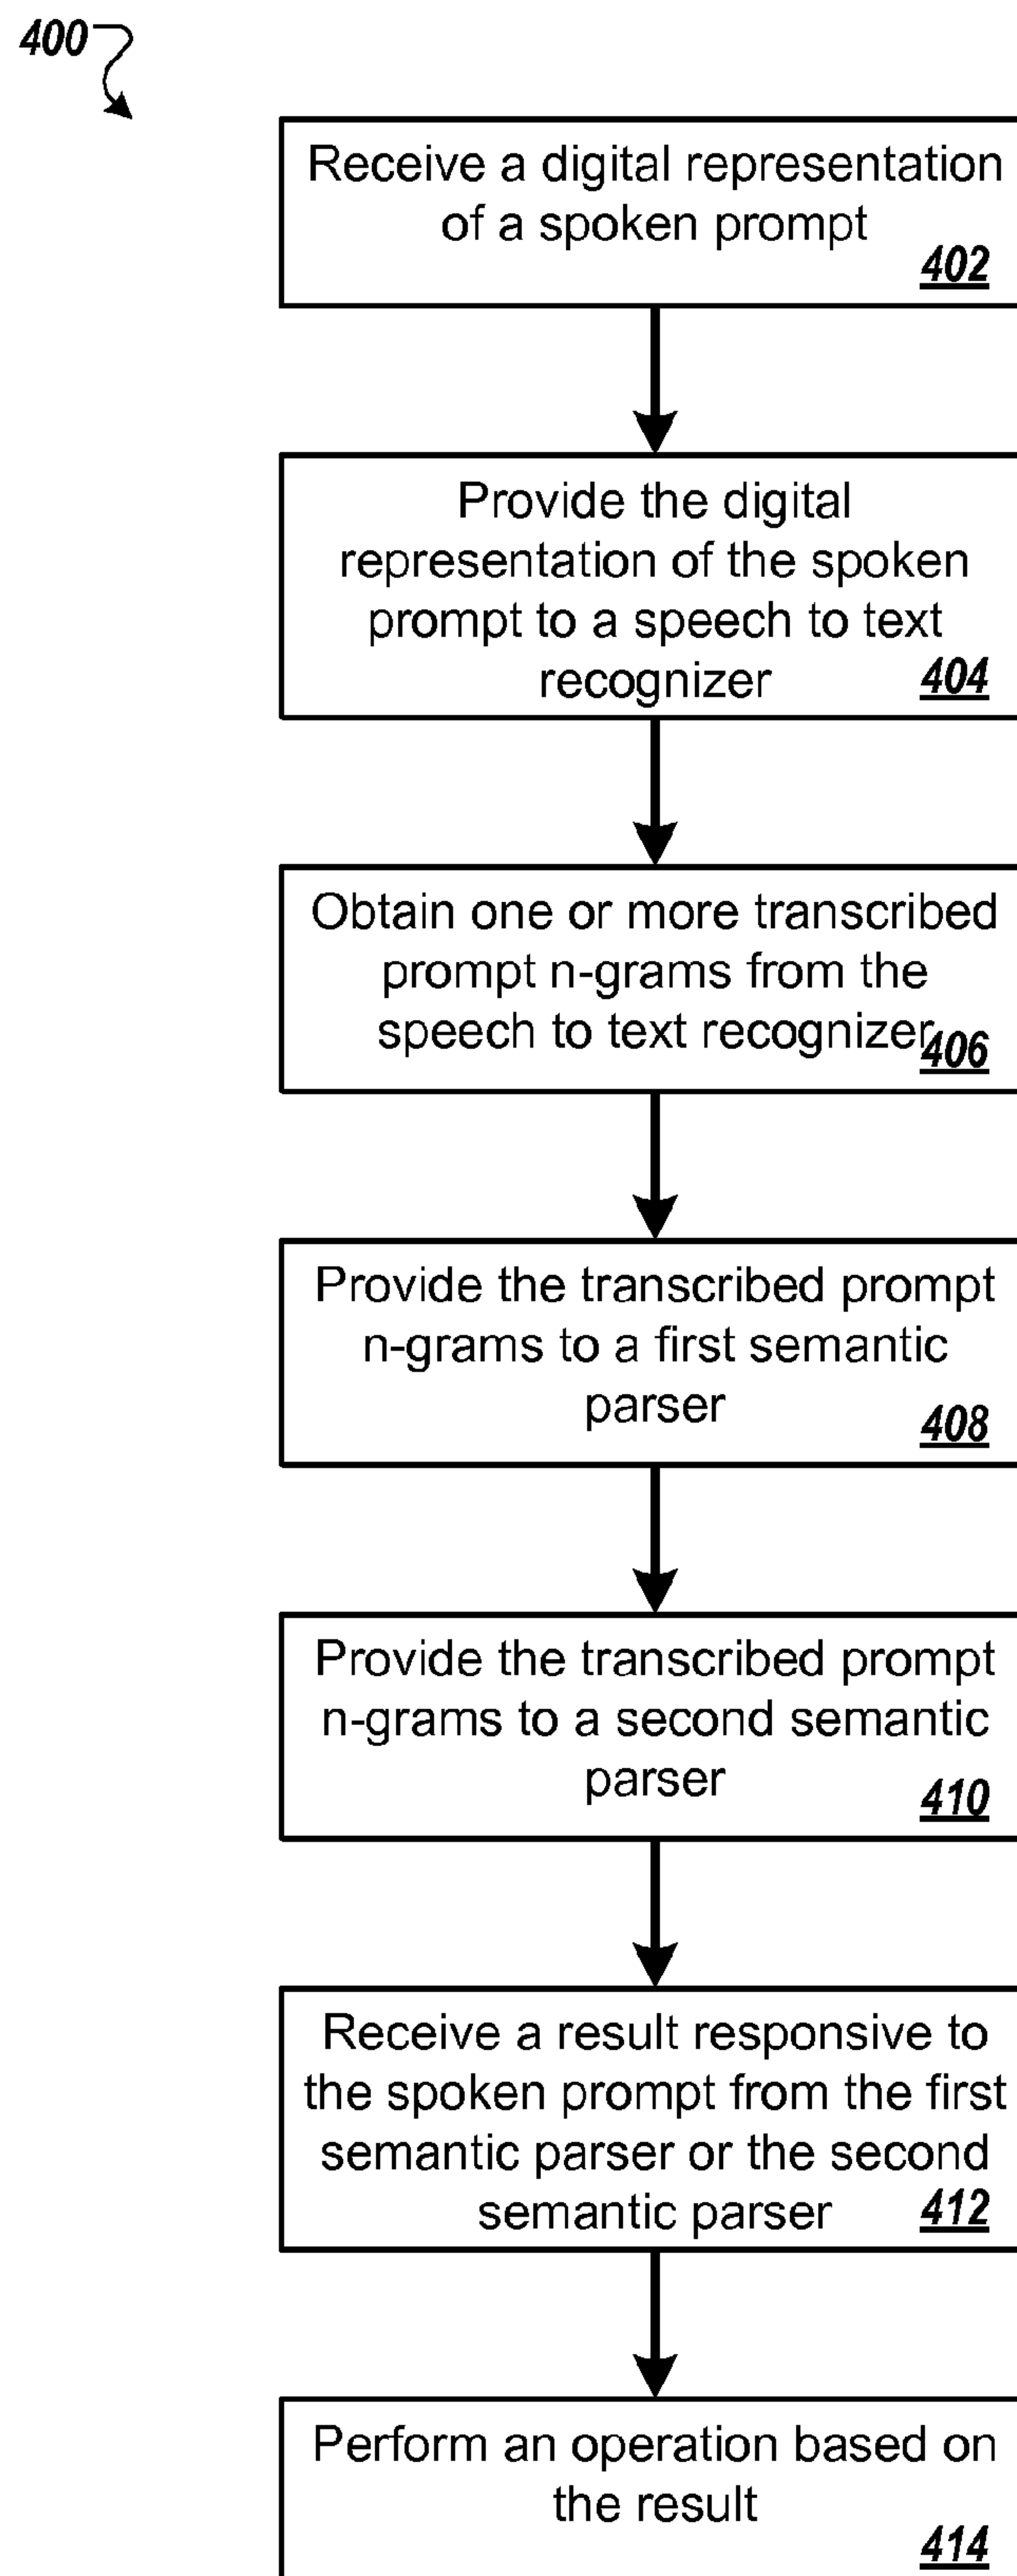 400
Receive a digital representation
of a spoken prompt
402
Provide the digital
representation of the spoken
prompt to a speech to text
recognizer 404
Obtain one or more transcribed
prompt n-grams from the
speech to text recognizer
406
Provide the transcribed prompt
n-grams to a first semantic
parser
408
Provide the transcribed prompt
n-grams to a second semantic
parser
410
Receive a result responsive to
the spoken prompt from the first
semantic parser or the second
semantic parser 412
Perform an operation based on
the result
414